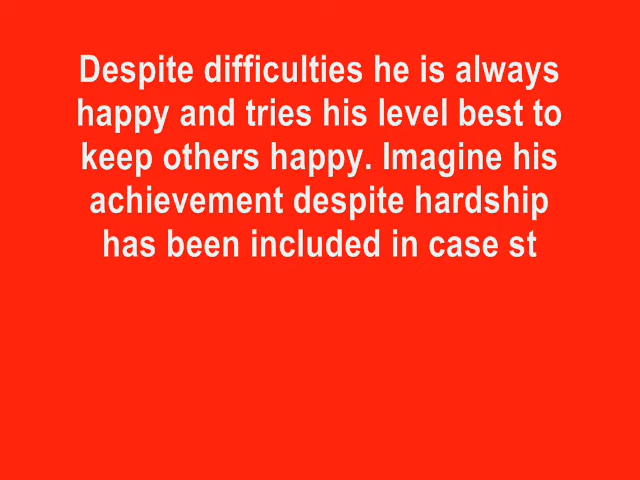 Despite difficulties he is always
happy and tries his level best to
keep others happy. Imagine his
achievement despite hardship
has been included in case st